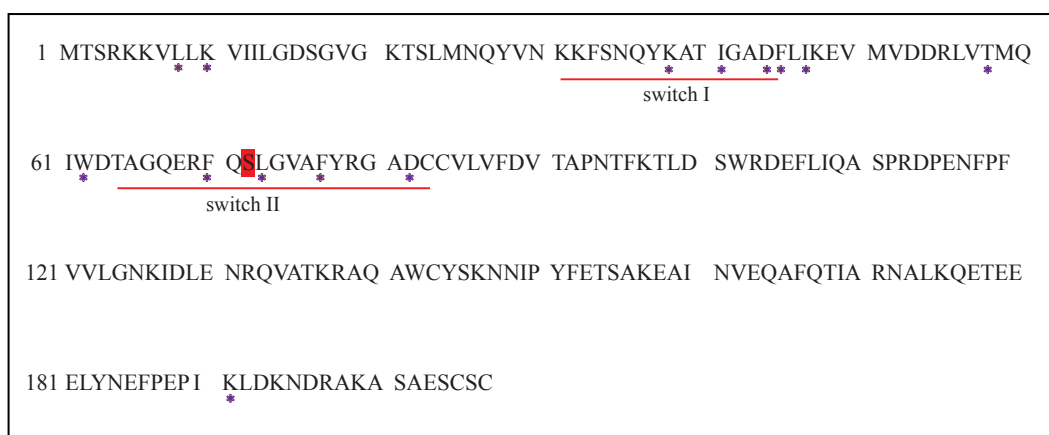 1 MTSRKKVLLK VIILGDSGVG KTSLMNQYVN KKFSNQYKAT IGADFLIKEV MVDDRLVTMQ
* * * * * * * *
switch I
61 IWDTAGQERF QSLGVAFYRG ADCCVLVFDV TAPNTFKTLD SWRDEFLIQA SPRDPENFPF
* * * * *
switch II
121 VVLGNKIDLE NRQVATKRAQ AWCYSKNNIP YFETSAKEAI NVEQAFQTIA RNALKQETEE
181 ELYNEFPEPI KLDKNDRAKA SAESCSC
*